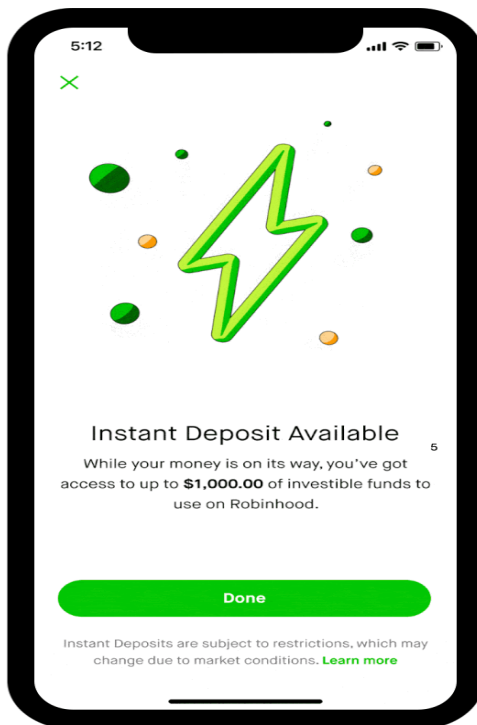 5:12
Instant Deposit Available
5
While your money is on its way, you've got
access to up to $1,000.00 of investible funds to
use on Robinhood.
Done
Instant Deposits are subject to restrictions, which may
change due to market conditions. Learn more